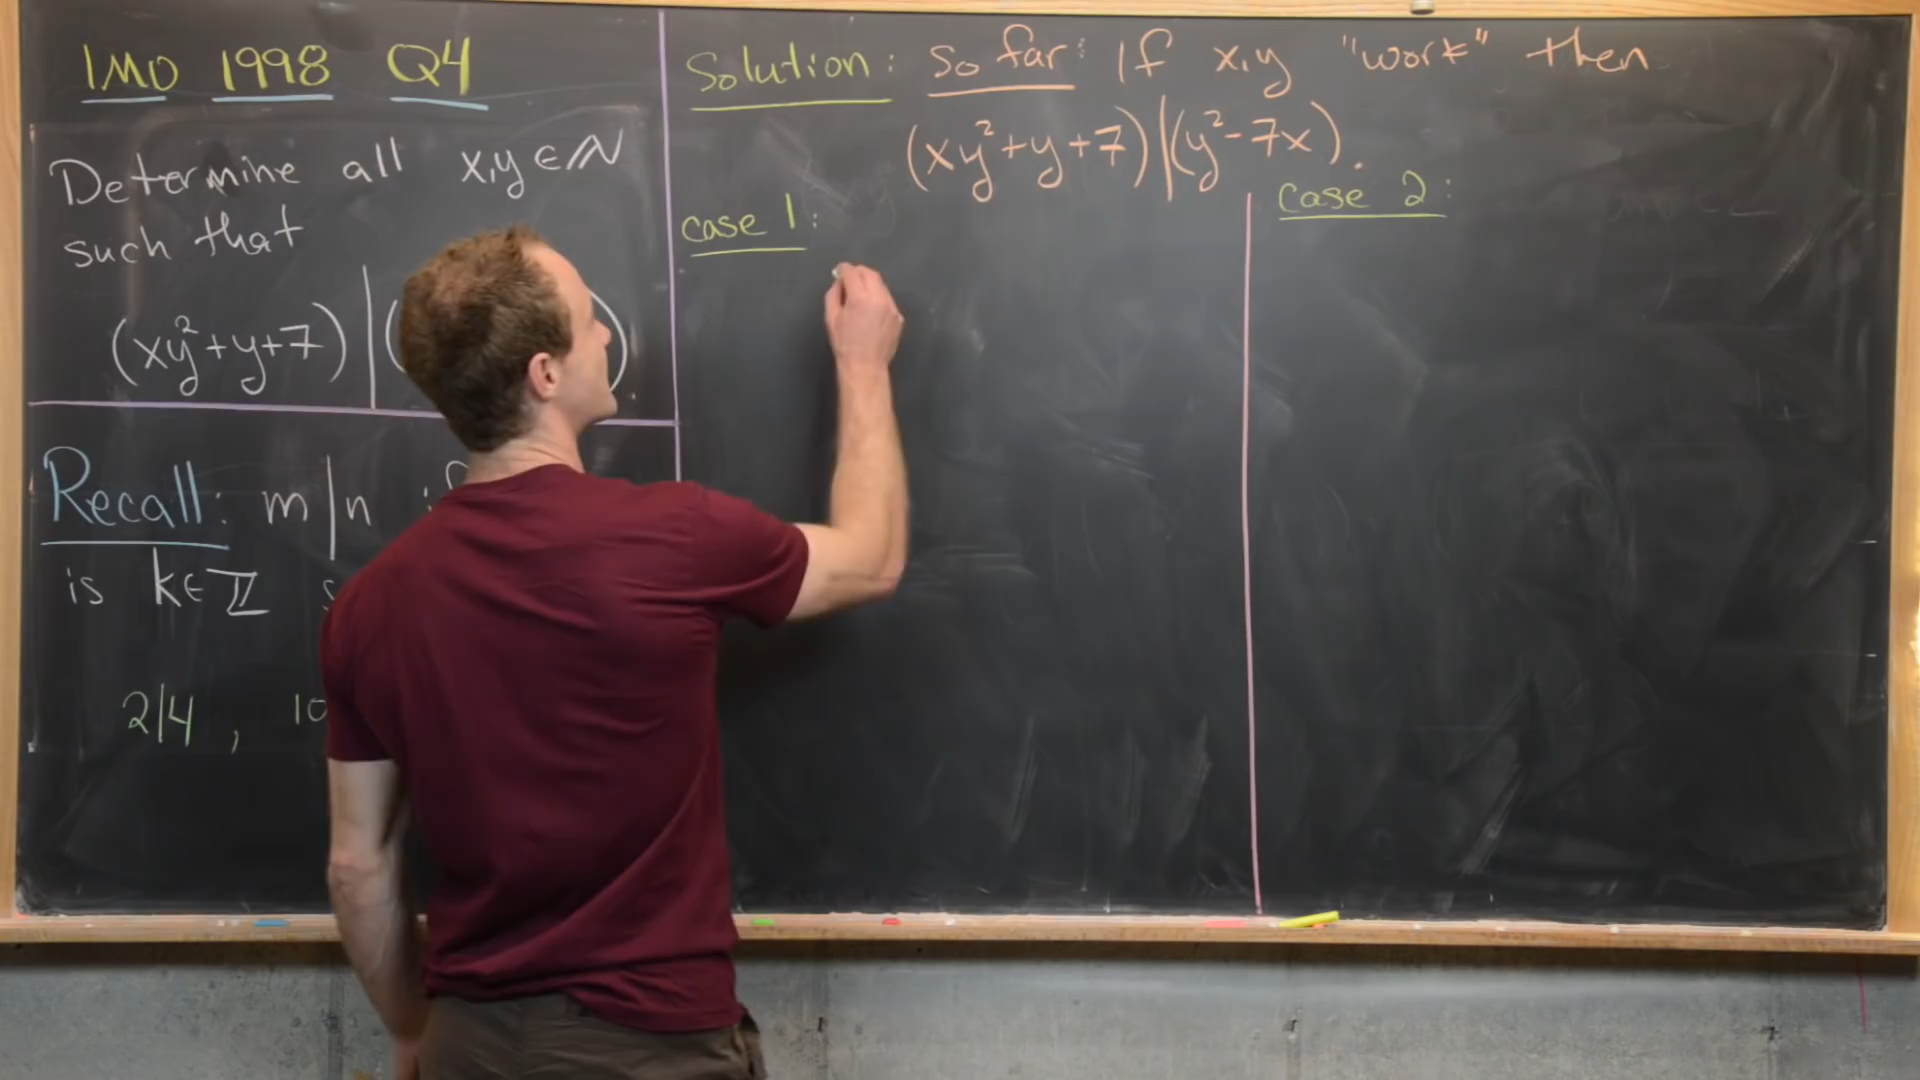 IMO 1998 Q4
Determine all x,y ∈ ℕ
such that
(xy²+y+7) | (
Recall: m|n
is k∈ℤ
2|4 , 10
Solution: So far: If x,y "work" then
(xy²+y+7)|(y²-7x).
case 1:
case 2: